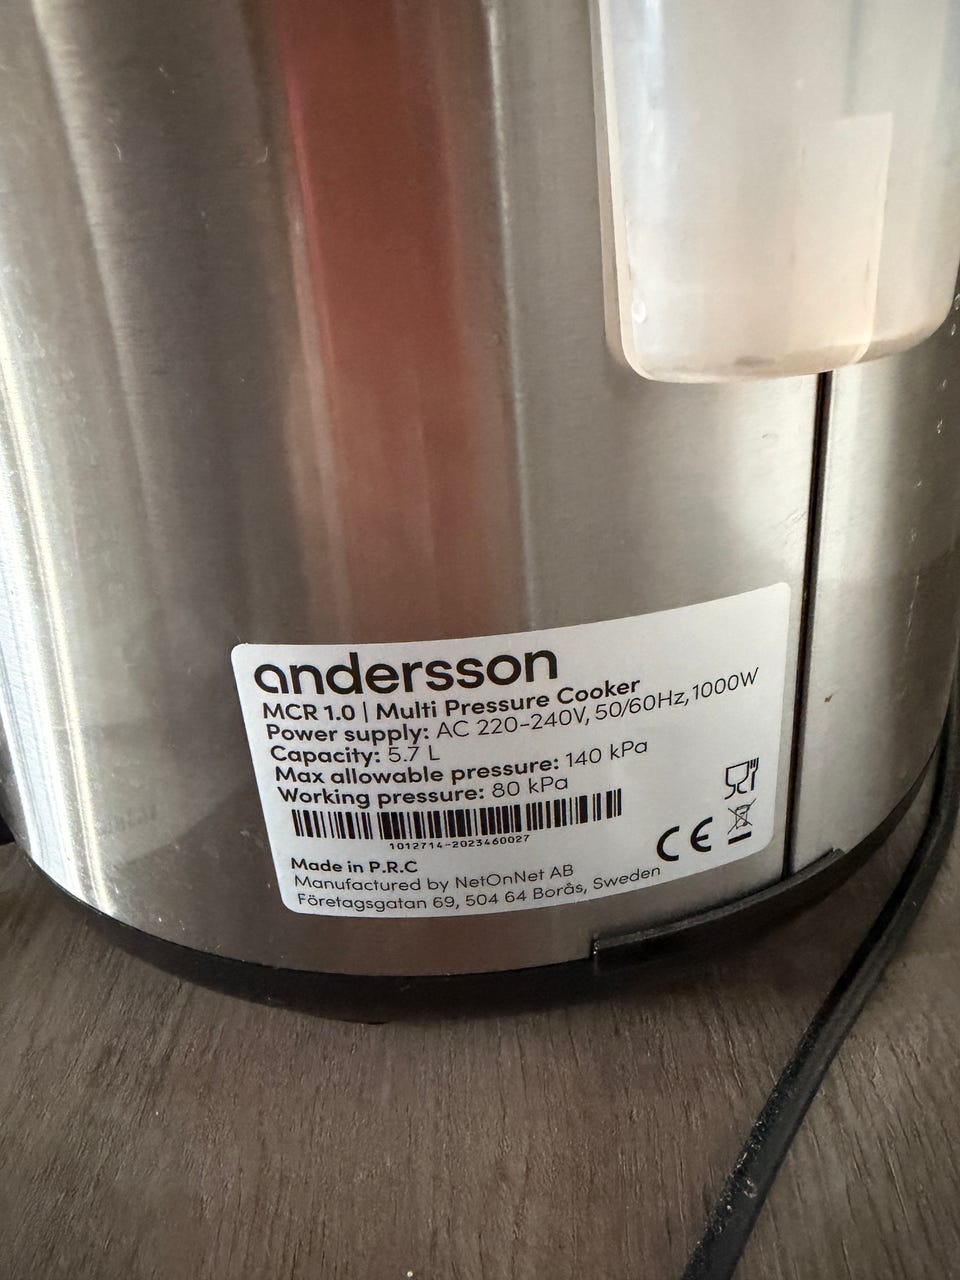 andersson
MCR 1.0 | Multi Pressure Cooker
Power supply: AC 220-240V, 50/60Hz, 1000W
Capacity: 5.7 L
Max allowable pressure: 140 kPa
Working pressure: 80 kPa
1012714-2023460027
Made in P.R.C
Manufactured by NetOnNet AB
Företagsgatan 69, 504 64 Borås, Sweden
CE